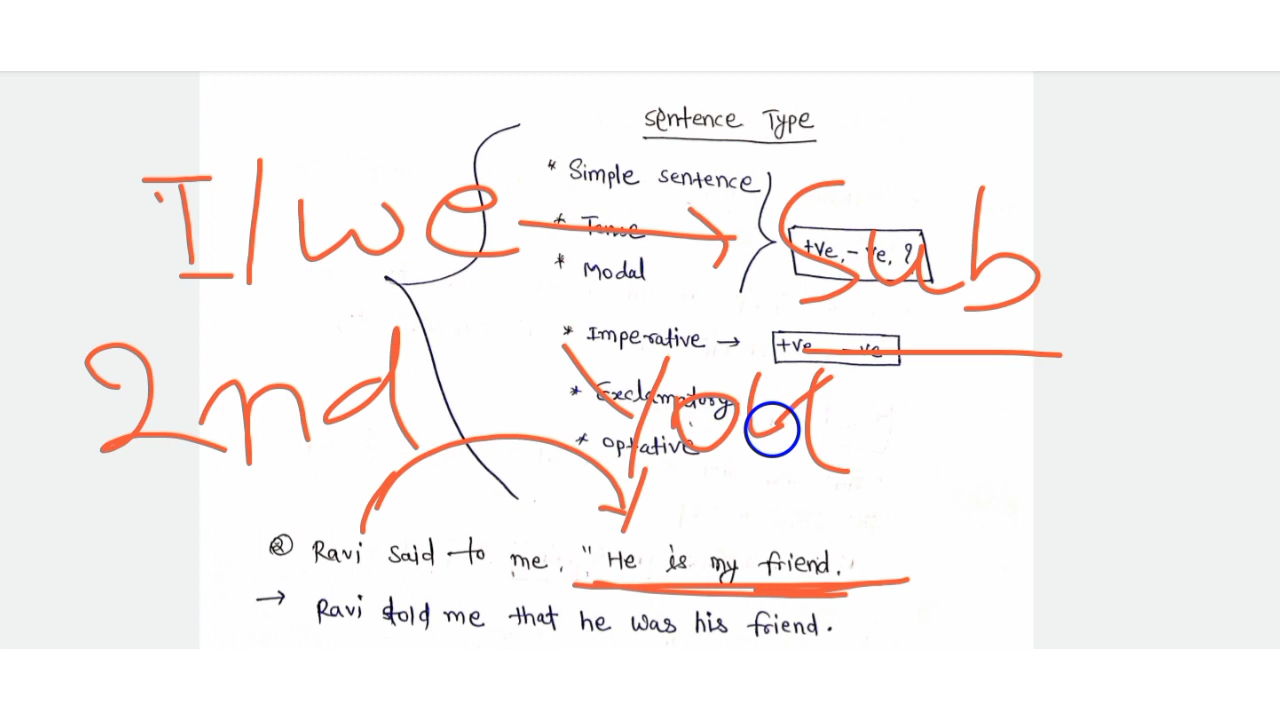 Sentence Type
* Simple sentence
* Tense
* Modal
+ve, -ve, ?
* Imperative → +ve -ve
* Exclamatory
* Optative
I/we → Sub
2nd You
② Ravi said to me, "He is my friend.
→ Ravi told me that he was his friend.